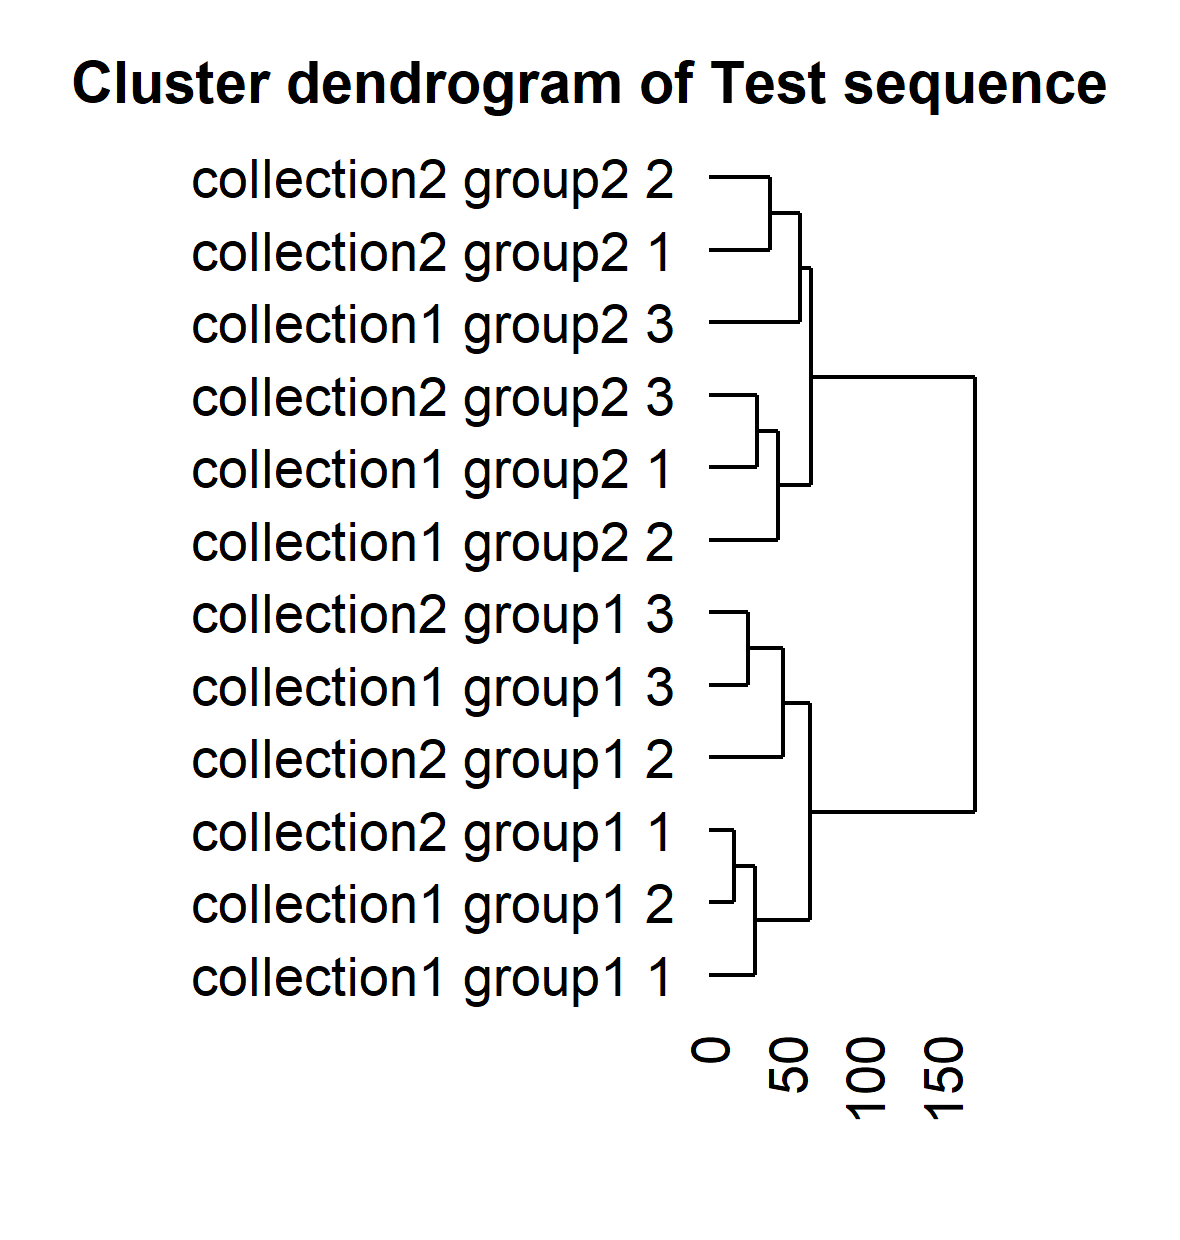 Cluster dendrogram of Test sequence
collection2 group2 2
collection2 group2 1
collection1 group2 3
collection2 group2 3
collection1 group2 1
collection1 group2 2
collection2 group1 3
collection1 group1 3
collection2 group1 2
collection2 group1 1
collection1 group1 2
collection1 group1 1
0 50 100 150